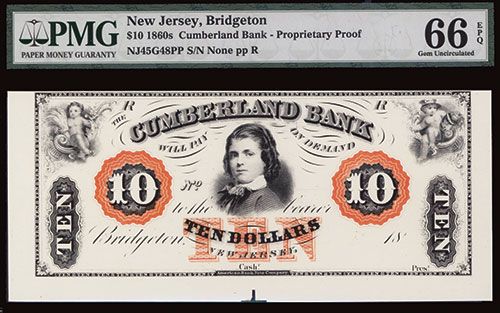 PMG
PAPER MONEY GUARANTY
New Jersey, Bridgeton
$10 1860s Cumberland Bank - Proprietary Proof
NJ45G48PP S/N None pp R
66 EPQ
Gem Uncirculated
R
R
THE CUMBERLAND BANK
WILL PAY ON DEMAND
10
10
No
to the bearer
TEN
TEN
TEN
TEN DOLLARS
Bridgeton,
18
NEW JERSEY.
Cashr.
Prest.
American Bank Note Company